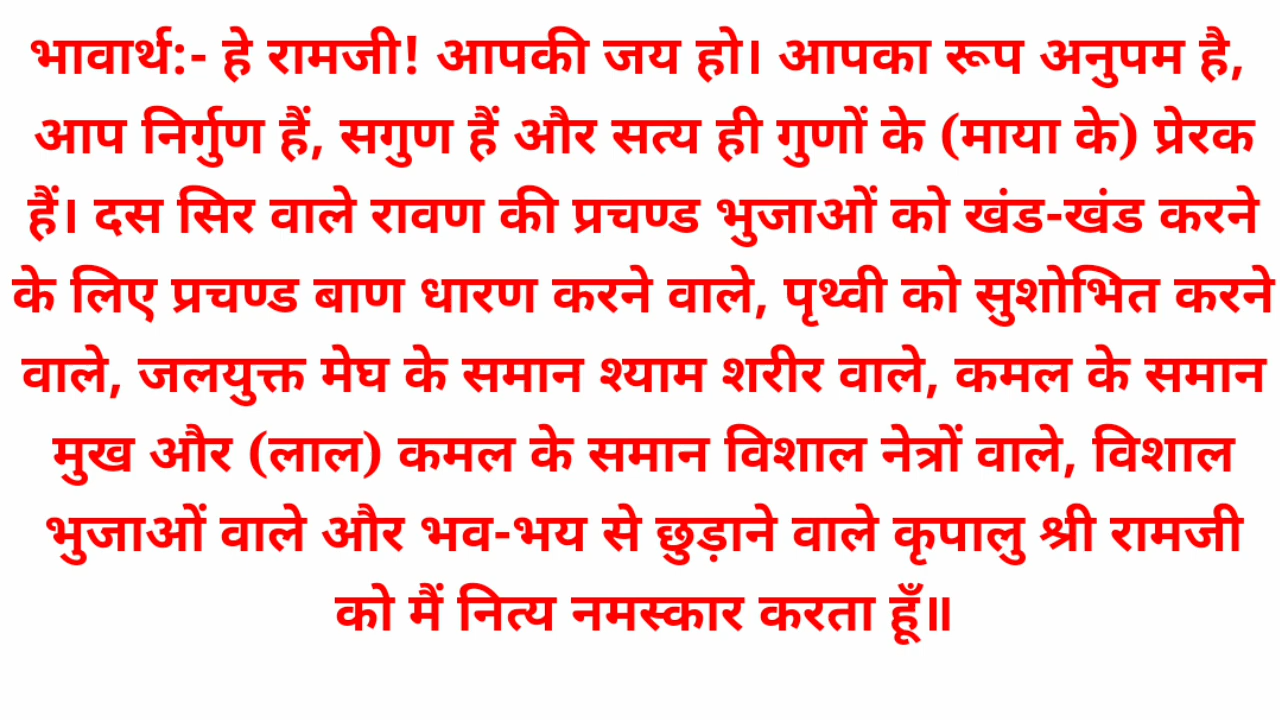 भावार्थ:- हे रामजी! आपकी जय हो। आपका रूप अनुपम है,
आप निर्गुण हैं, सगुण हैं और सत्य ही गुणों के (माया के) प्रेरक
हैं। दस सिर वाले रावण की प्रचण्ड भुजाओं को खंड-खंड करने
के लिए प्रचण्ड बाण धारण करने वाले, पृथ्वी को सुशोभित करने
वाले, जलयुक्त मेघ के समान श्याम शरीर वाले, कमल के समान
मुख और (लाल) कमल के समान विशाल नेत्रों वाले, विशाल
भुजाओं वाले और भव-भय से छुड़ाने वाले कृपालु श्री रामजी
को मैं नित्य नमस्कार करता हूँ॥